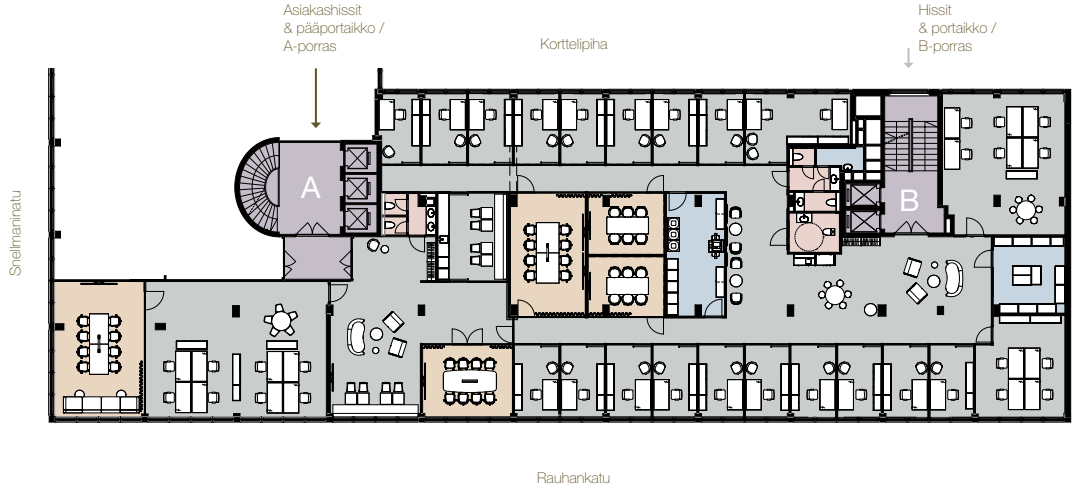 Asiakashissit
& pääportaikko /
A-porras
Korttelipiha
Hissit
& portaikko /
B-porras
A
B
Snellmaninatu
Rauhankatu